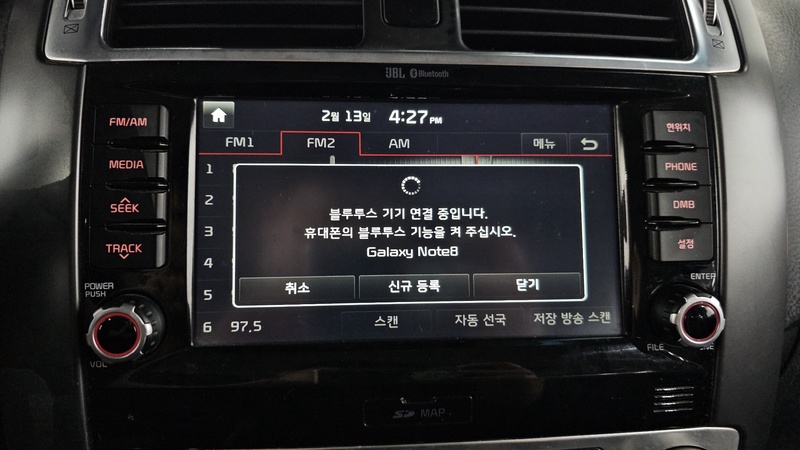 JBL Bluetooth
2월 13일 4:27 PM
FM1 FM2 AM 메뉴
1
2
3
4
5
6 97.5
블루투스 기기 연결 중입니다.
휴대폰의 블루투스 기능을 켜 주십시오.
Galaxy Note8
취소 신규 등록 닫기
스캔 자동 선국 저장 방송 스캔
FM/AM
MEDIA
SEEK
TRACK
POWER
PUSH
VOL
현위치
PHONE
DMB
설정
ENTER
FILE
SD MAP